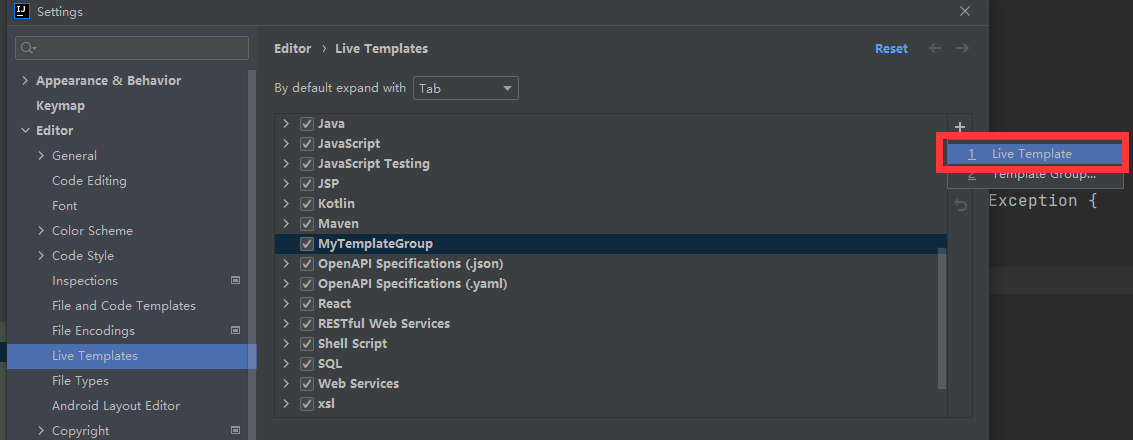 IJ Settings
Appearance & Behavior
Keymap
Editor
General
Code Editing
Font
Color Scheme
Code Style
Inspections
File and Code Templates
File Encodings
Live Templates
File Types
Android Layout Editor
Copyright
Editor › Live Templates
Reset
By default expand with Tab
Java
JavaScript
JavaScript Testing
JSP
Kotlin
Maven
MyTemplateGroup
OpenAPI Specifications (.json)
OpenAPI Specifications (.yaml)
React
RESTful Web Services
Shell Script
SQL
Web Services
xsl
1 Live Template
2 Template Group...
Exception {